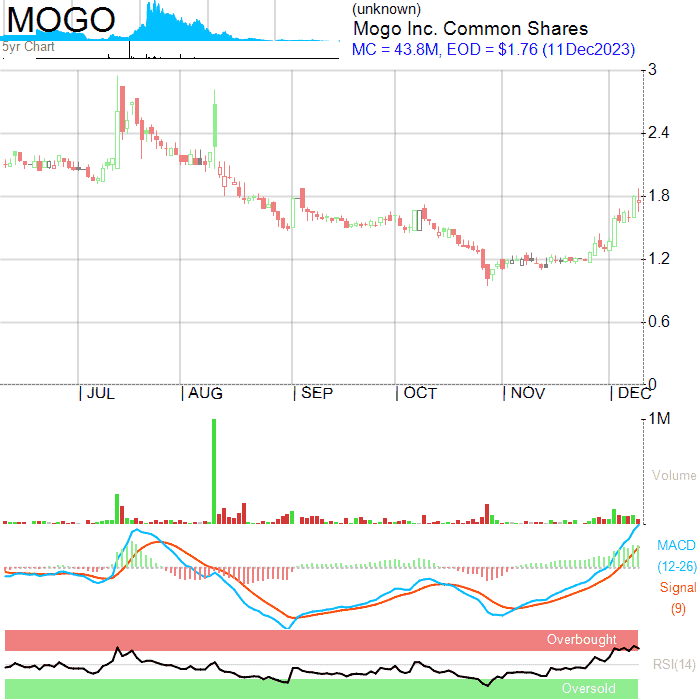 MOGO
5yr Chart
(unknown)
Mogo Inc. Common Shares
MC = 43.8M, EOD = $1.76 (11Dec2023)
3
2.4
1.8
1.2
0.6
0
| JUL | AUG | SEP | OCT | NOV | DEC
1M
Volume
MACD
(12-26)
Signal
(9)
Overbought
RSI(14)
Oversold